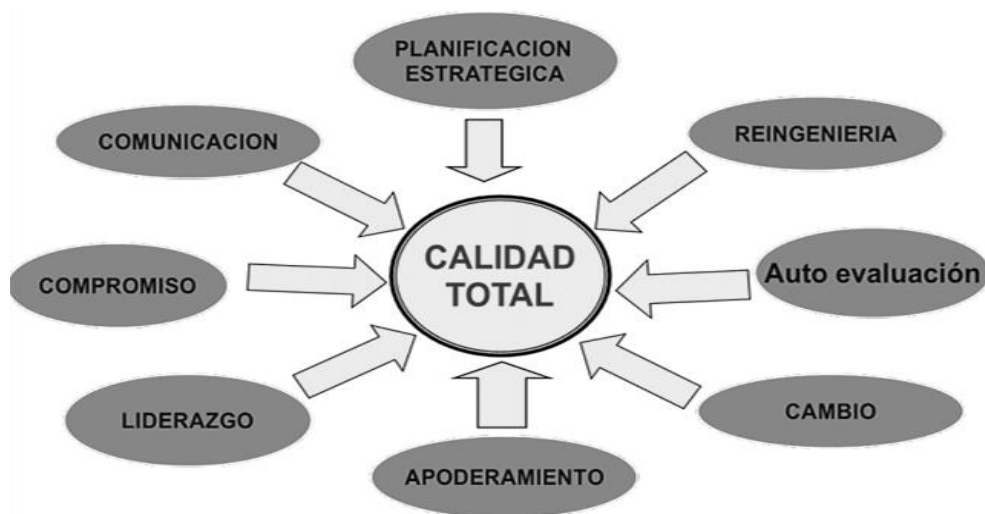 PLANIFICACION
ESTRATEGICA
COMUNICACION
REINGENIERIA
CALIDAD
TOTAL
COMPROMISO
Auto evaluación
LIDERAZGO
CAMBIO
APODERAMIENTO